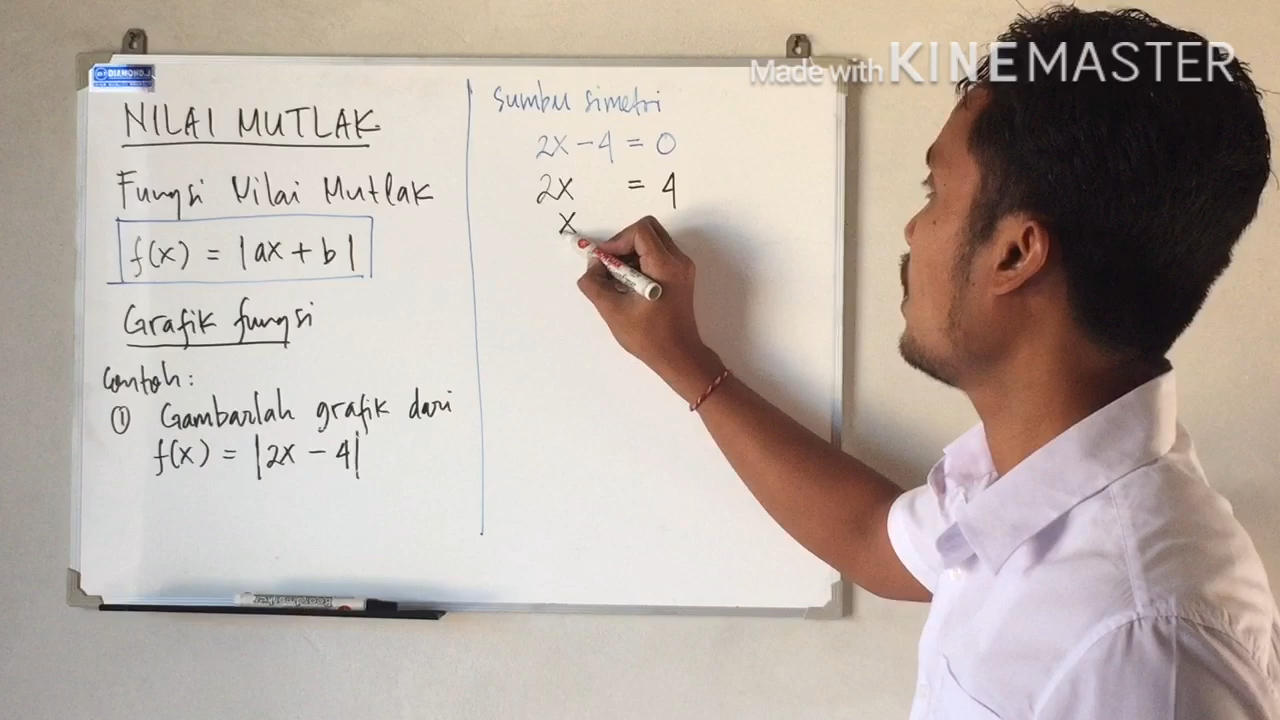 Made with KINEMASTER
DIAMOND
NILAI MUTLAK
Fungsi Nilai Mutlak
f(x) = |ax + b|
Grafik fungsi
Contoh:
① Gambarlah grafik dari
f(x) = |2x - 4|
Sumbu simetri
2x - 4 = 0
2x = 4
x